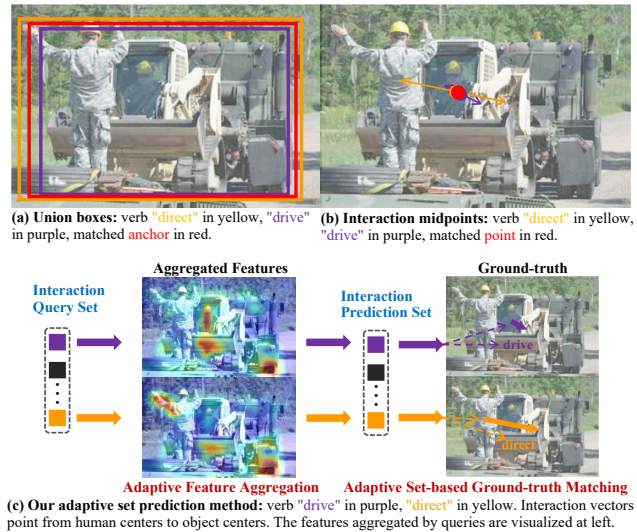 (a) Union boxes: verb "direct" in yellow, "drive"
in purple, matched anchor in red.
(b) Interaction midpoints: verb "direct" in yellow,
"drive" in purple, matched point in red.
Aggregated Features
Ground-truth
Interaction
Query Set
Interaction
Prediction Set
drive
direct
Adaptive Feature Aggregation
Adaptive Set-based Ground-truth Matching
(c) Our adaptive set prediction method: verb "drive" in purple, "direct" in yellow. Interaction vectors
point from human centers to object centers. The features aggregated by queries are visualized at left.